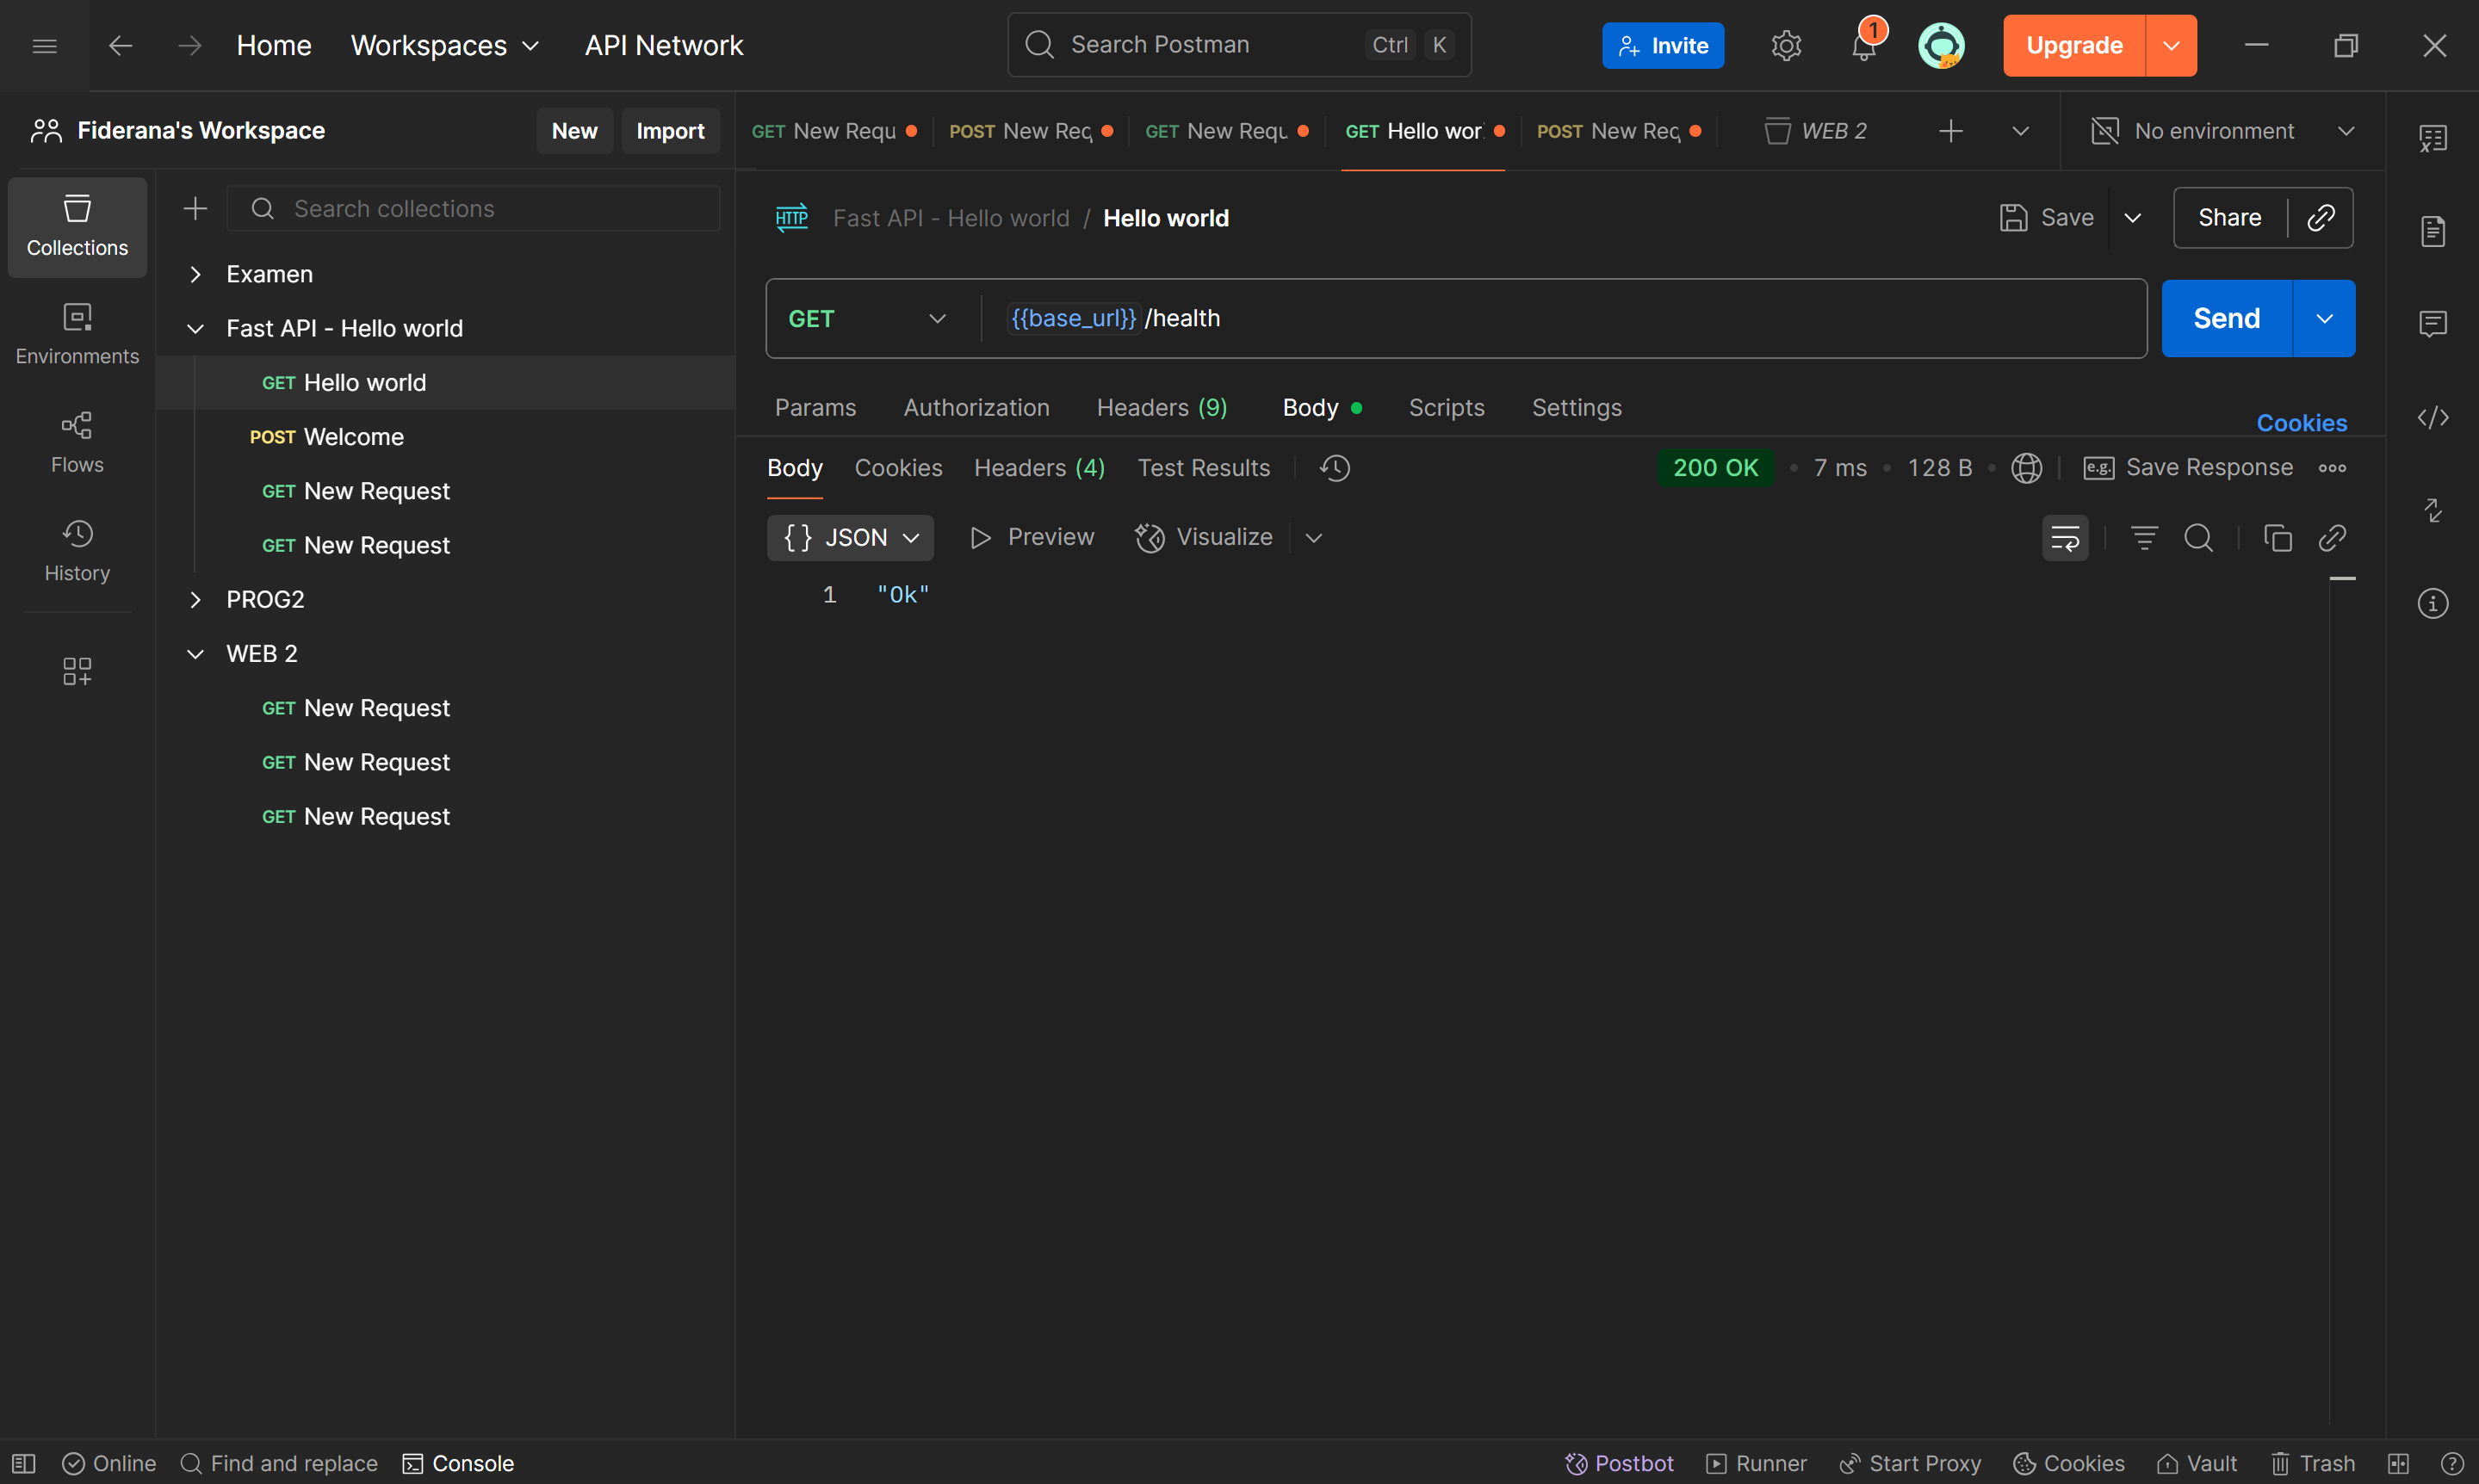 Home Workspaces API Network Search Postman Ctrl K Invite 1 Upgrade
Fiderana's Workspace New Import
GET New Requ POST New Req GET New Requ GET Hello wor POST New Req WEB 2 No environment
Collections
Environments
Flows
History
Search collections
Examen
Fast API - Hello world
GET Hello world
POST Welcome
GET New Request
GET New Request
PROG2
WEB 2
GET New Request
GET New Request
GET New Request
HTTP Fast API - Hello world / Hello world Save Share
GET {{base_url}}/health Send
Params Authorization Headers (9) Body Scripts Settings Cookies
Body Cookies Headers (4) Test Results 200 OK 7 ms 128 B e.g. Save Response
{} JSON Preview Visualize
1 "Ok"
Online Find and replace Console Postbot Runner Start Proxy Cookies Vault Trash